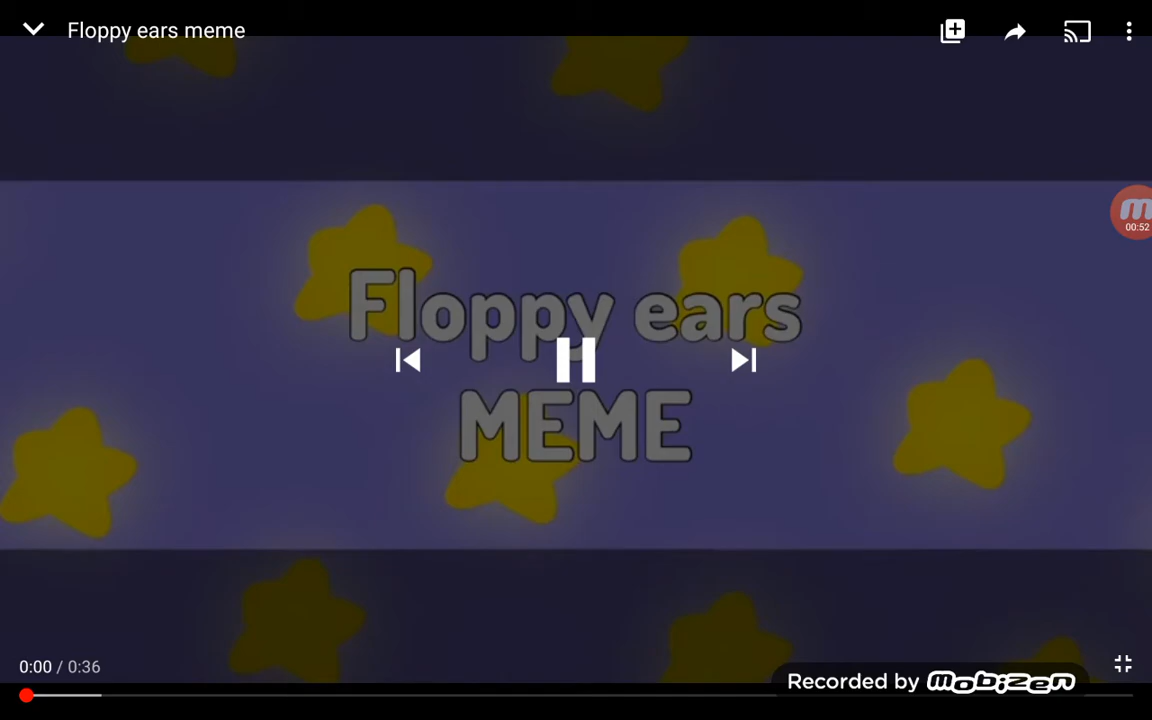 Floppy ears meme
M
00:52
Floppy ears
MEME
0:00 / 0:36
Recorded by mobizen